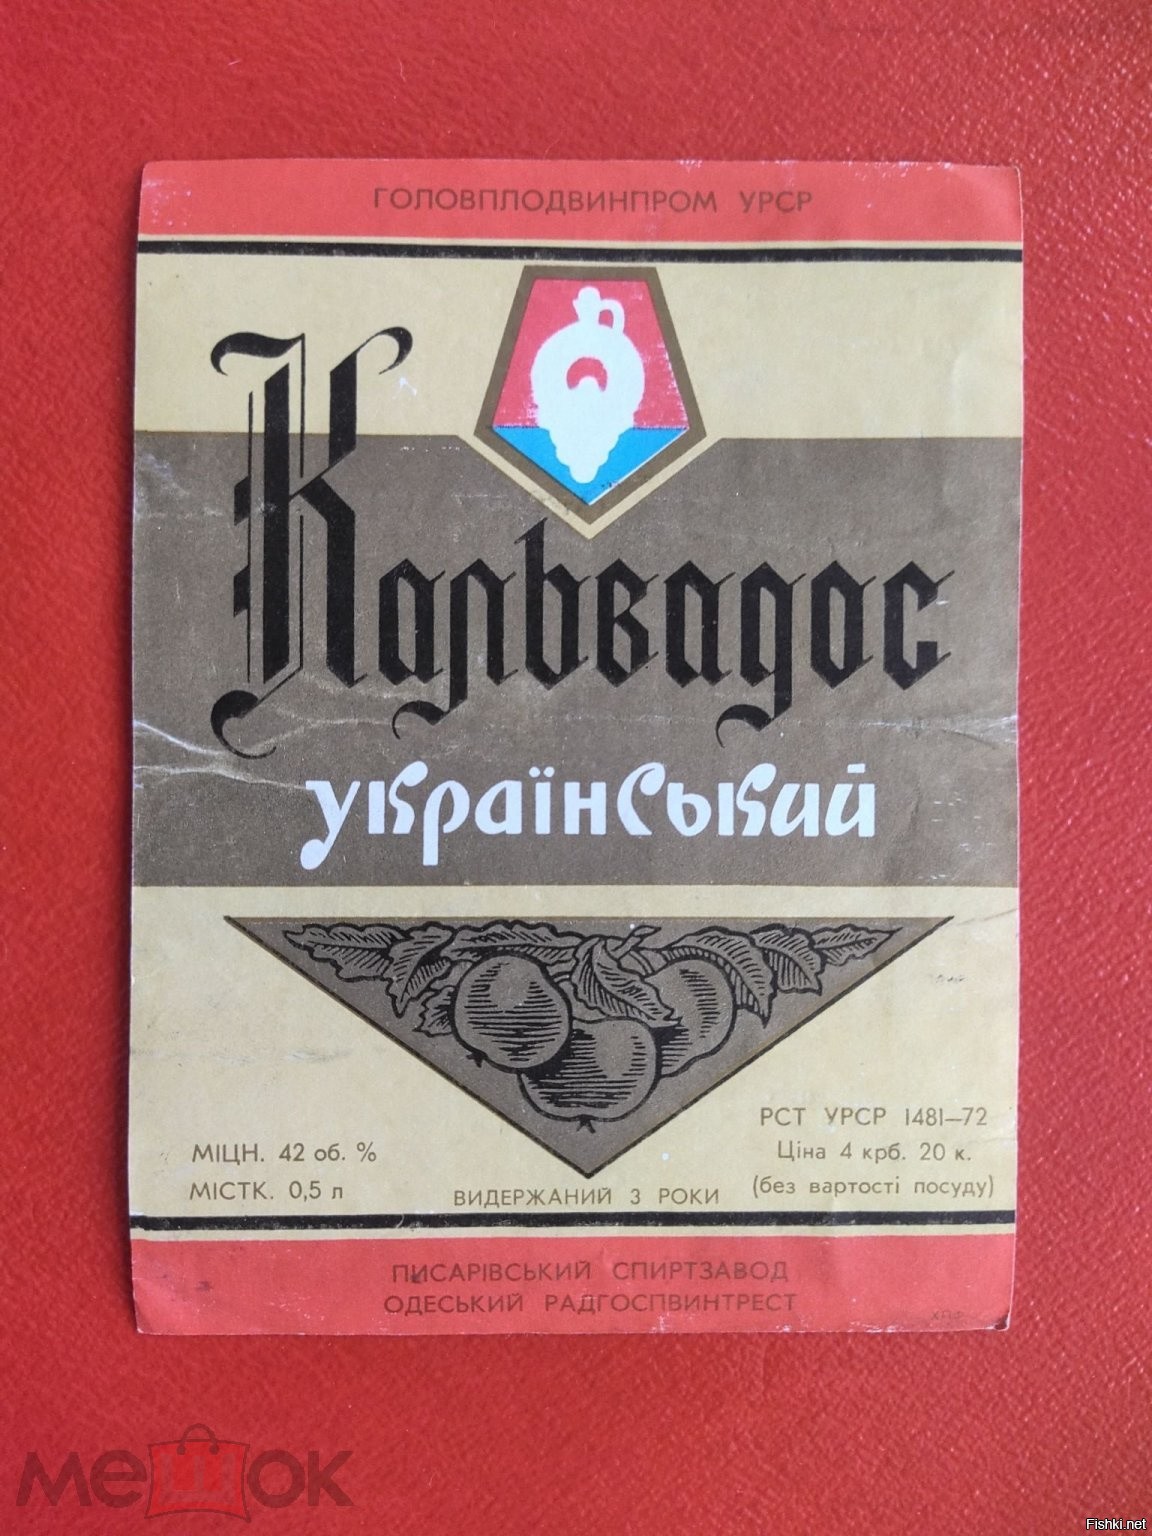 ГОЛОВПЛОДВИНПРОМ УРСР
Кальвадос
український
РСТ УРСР 1481—72
МІЦН. 42 об. % Ціна 4 крб. 20 к.
МІСТК. 0,5 л ВИДЕРЖАНИЙ 3 РОКИ (без вартості посуду)
ПИСАРІВСЬКИЙ СПИРТЗАВОД
ОДЕСЬКИЙ РАДГОСПВИНТРЕСТ
мешок
Fishki.net